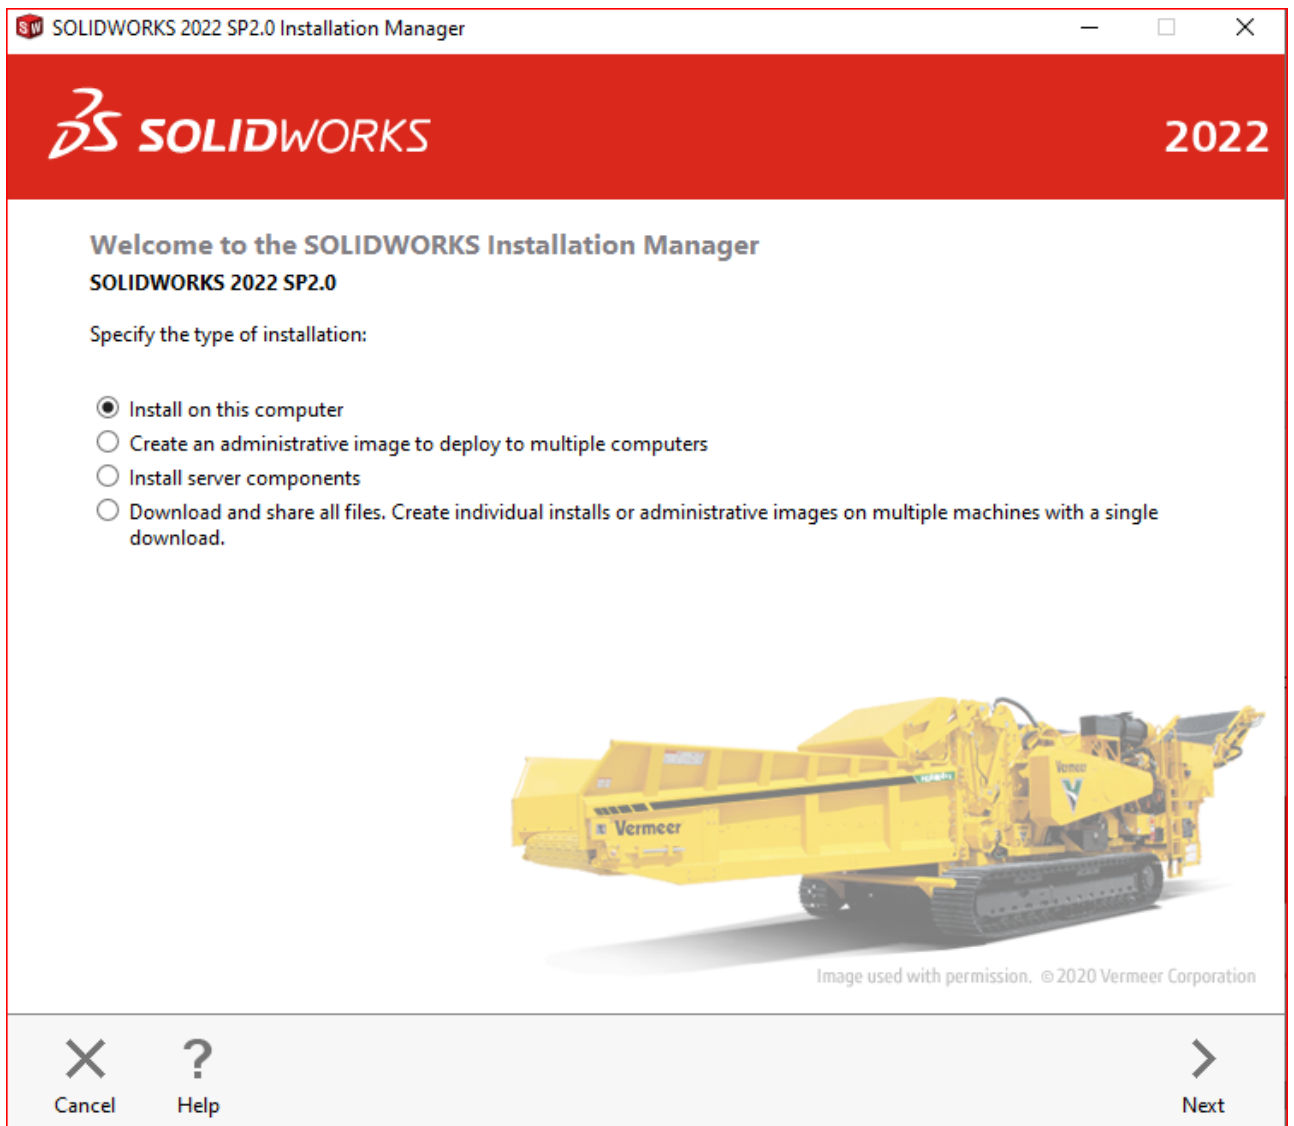 SOLIDWORKS 2022 SP2.0 Installation Manager
SOLIDWORKS
2022
Welcome to the SOLIDWORKS Installation Manager
SOLIDWORKS 2022 SP2.0
Specify the type of installation:
Install on this computer
Create an administrative image to deploy to multiple computers
Install server components
Download and share all files. Create individual installs or administrative images on multiple machines with a single
download.
Vermeer
Vermeer
Image used with permission. © 2020 Vermeer Corporation
Cancel
Help
Next